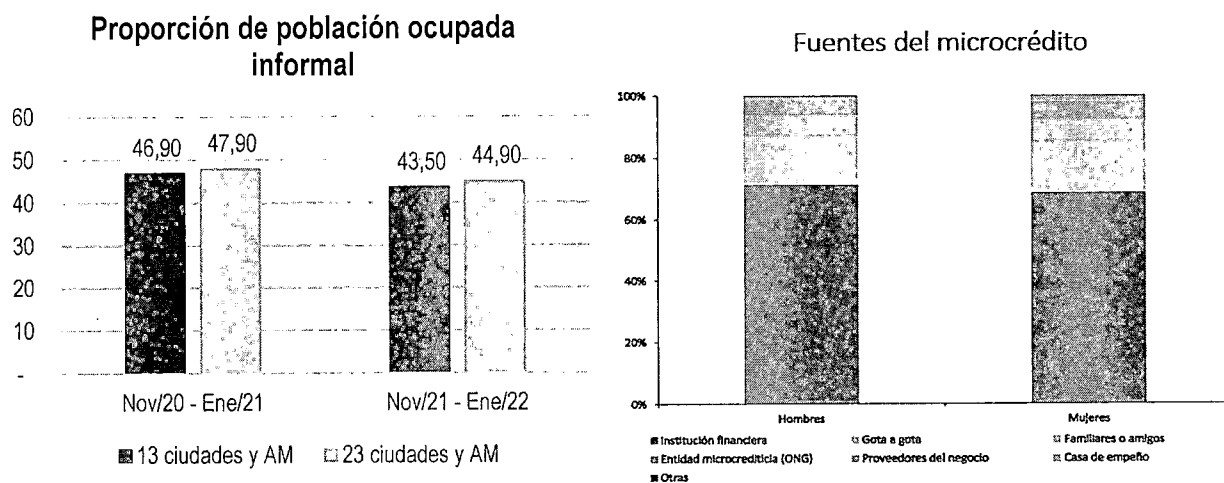 Proporción de población ocupada
informal
60
50
40
30
20
10
-
46,90
47,90
43,50
44,90
Nov/20 - Ene/21
Nov/21 - Ene/22
13 ciudades y AM
23 ciudades y AM
Fuentes del microcrédito
100%
80%
60%
40%
20%
0%
Hombres
Mujeres
Institución financiera
Gota a gota
Familiares o amigos
Entidad microcrediticia (ONG)
Proveedores del negocio
Casa de empeño
Otras